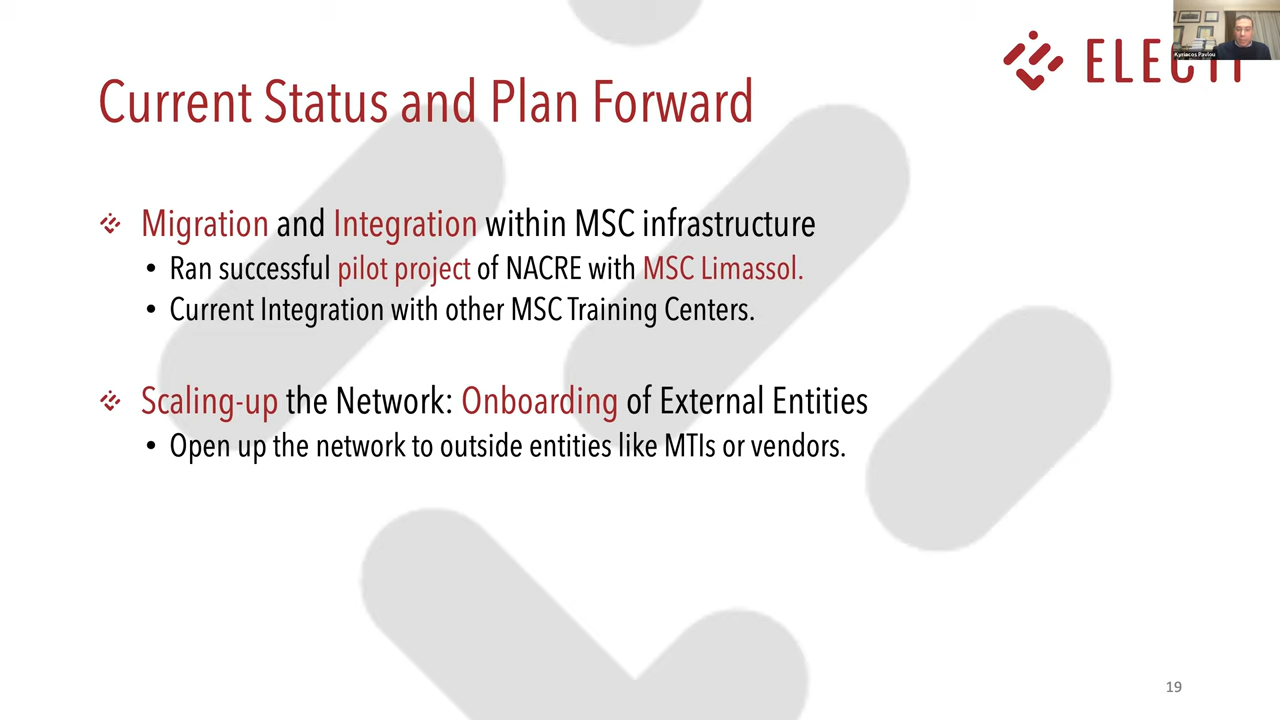 ELECTI
Kyriacos Pavlou
Current Status and Plan Forward
Migration and Integration within MSC infrastructure
• Ran successful pilot project of NACRE with MSC Limassol.
• Current Integration with other MSC Training Centers.
Scaling-up the Network: Onboarding of External Entities
• Open up the network to outside entities like MTIs or vendors.
19